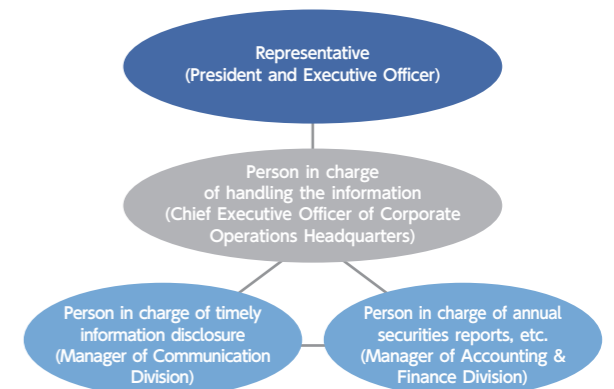 Representative
(President and Executive Officer)
Person in charge
of handling the information
(Chief Executive Officer of Corporate
Operations Headquarters)
Person in charge of timely
information disclosure
(Manager of Communication
Division)
Person in charge of annual
securities reports, etc.
(Manager of Accounting &
Finance Division)